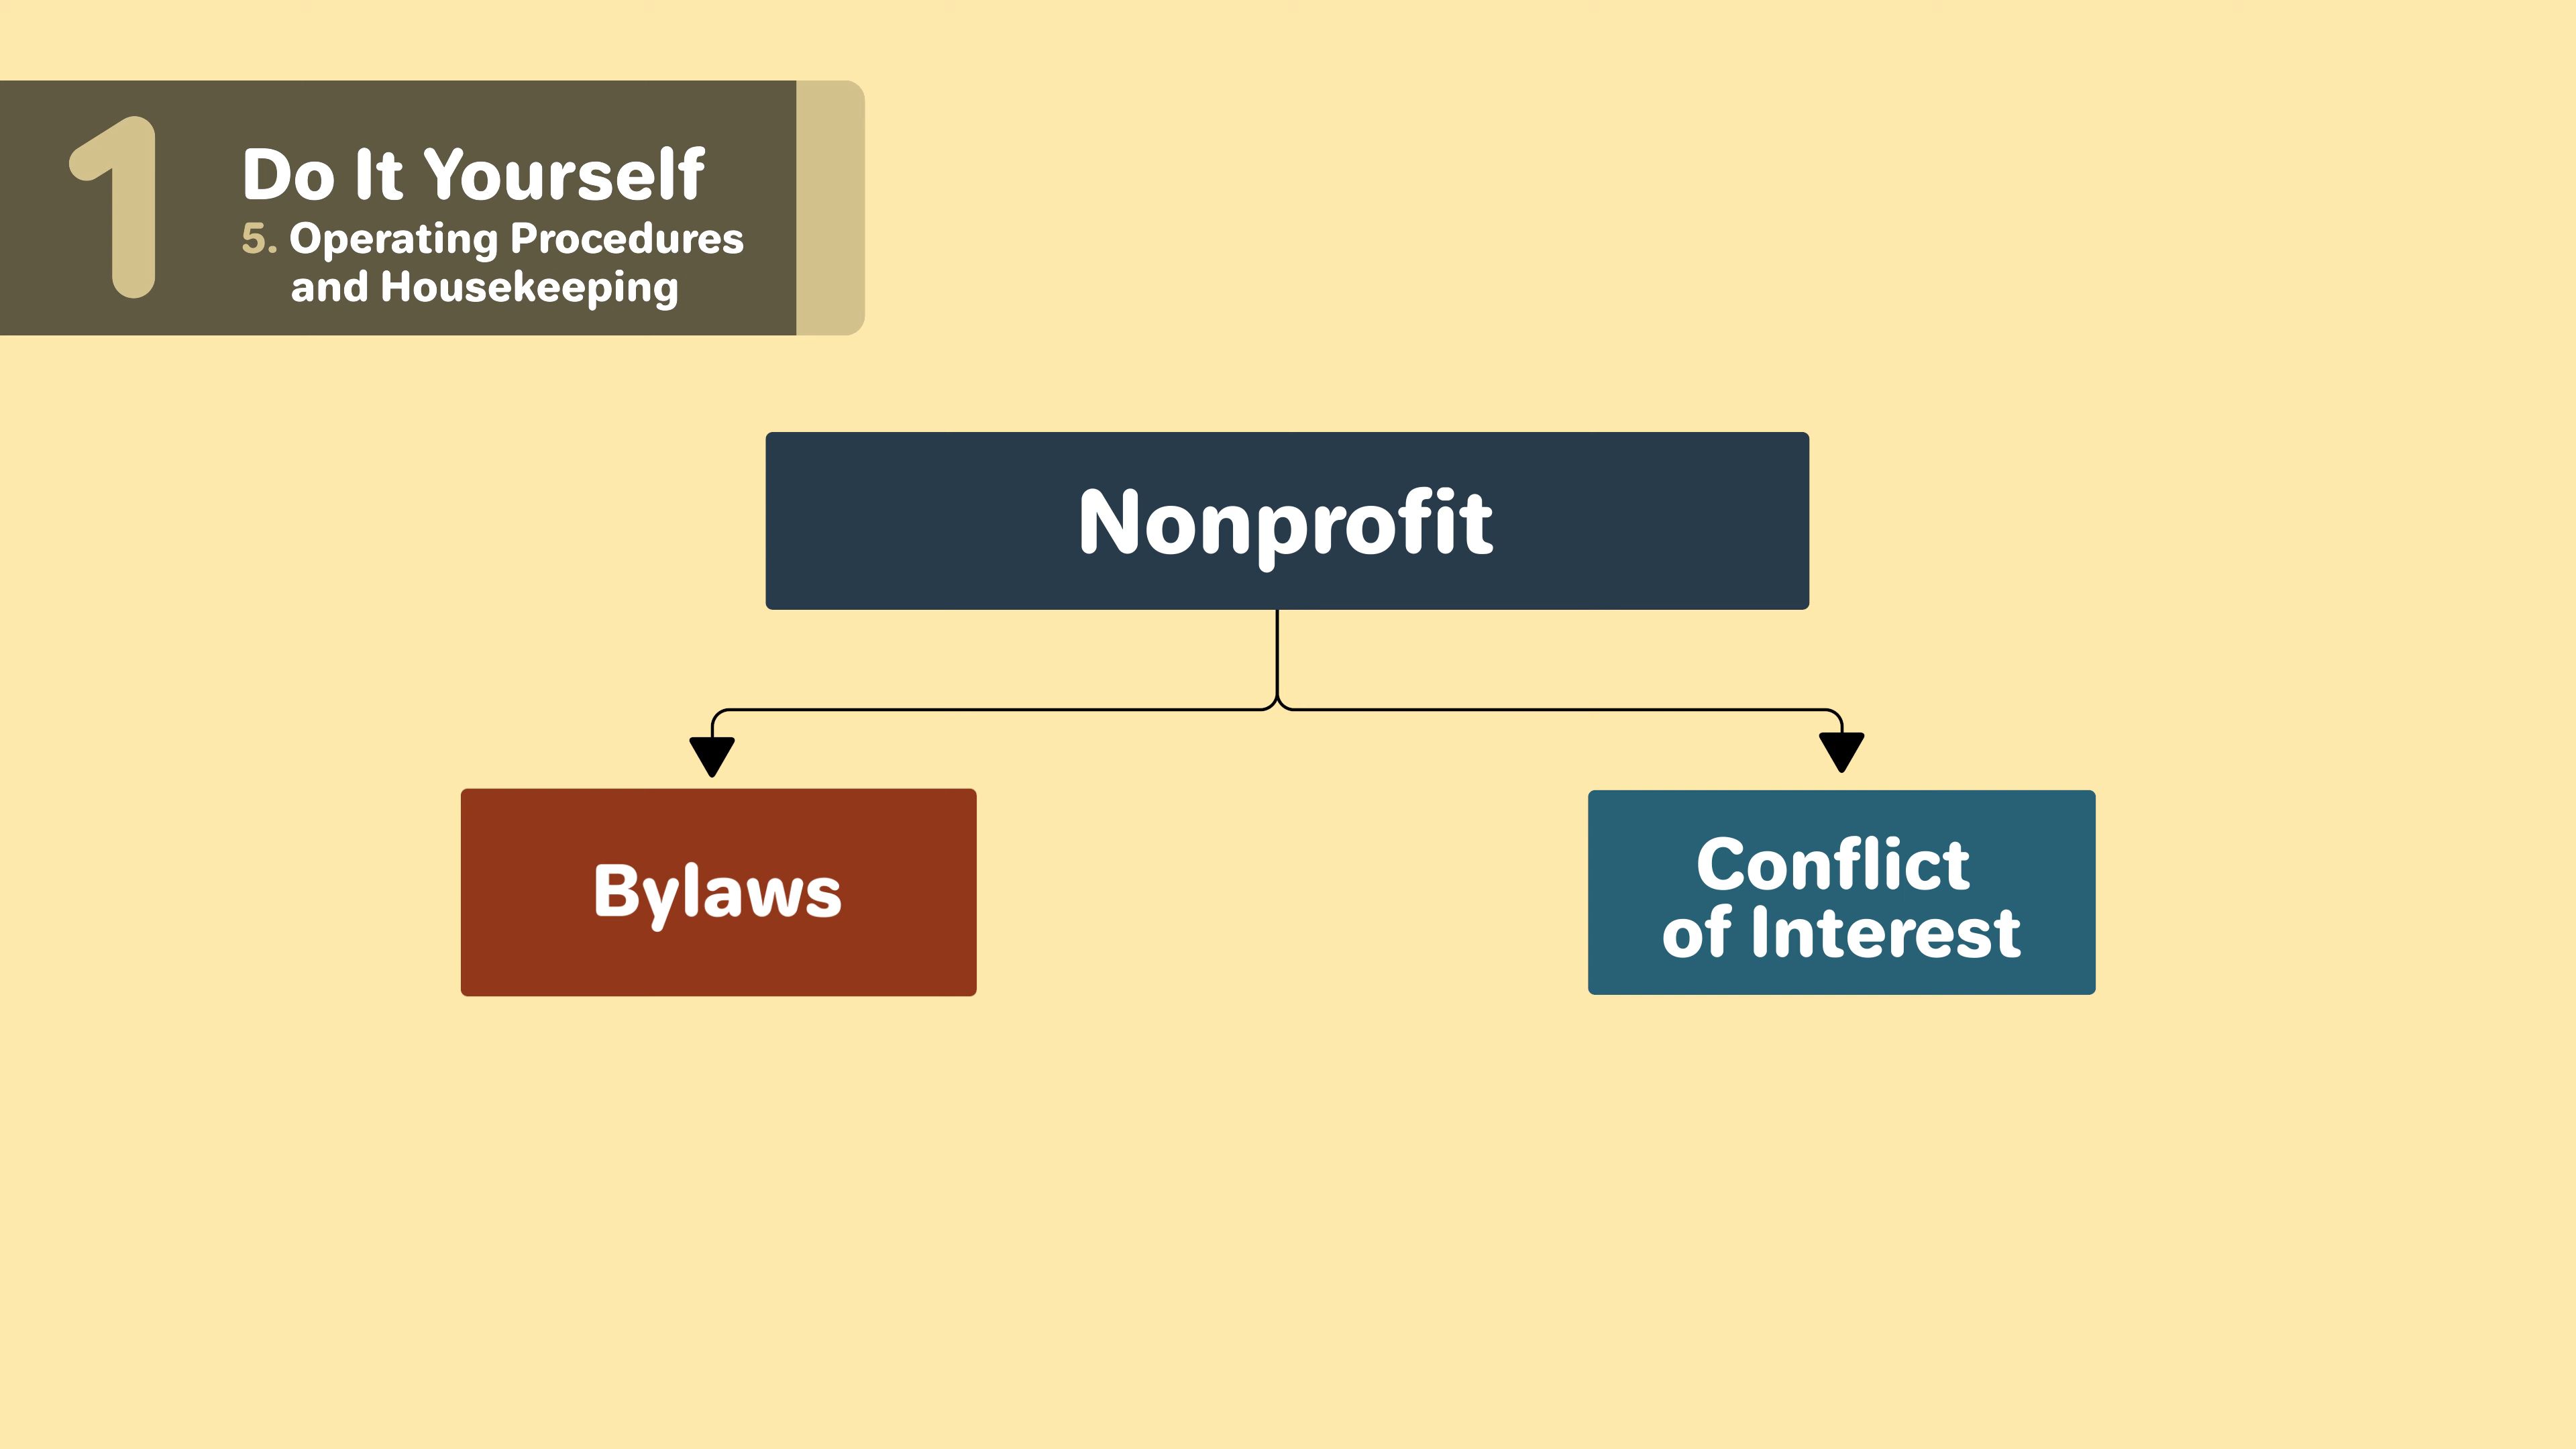 1
Do It Yourself
5. Operating Procedures
and Housekeeping
Nonprofit
Bylaws
Conflict
of Interest